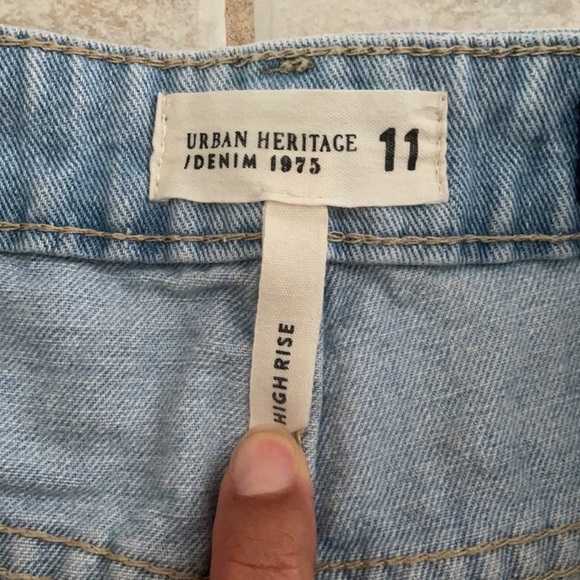 URBAN HERITAGE 11
/DENIM 1975
HIGH RISE